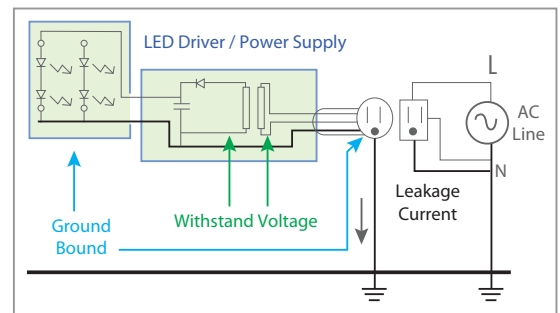 LED Driver / Power Supply
L
AC
Line
N
Leakage
Current
Withstand Voltage
Ground
Bound